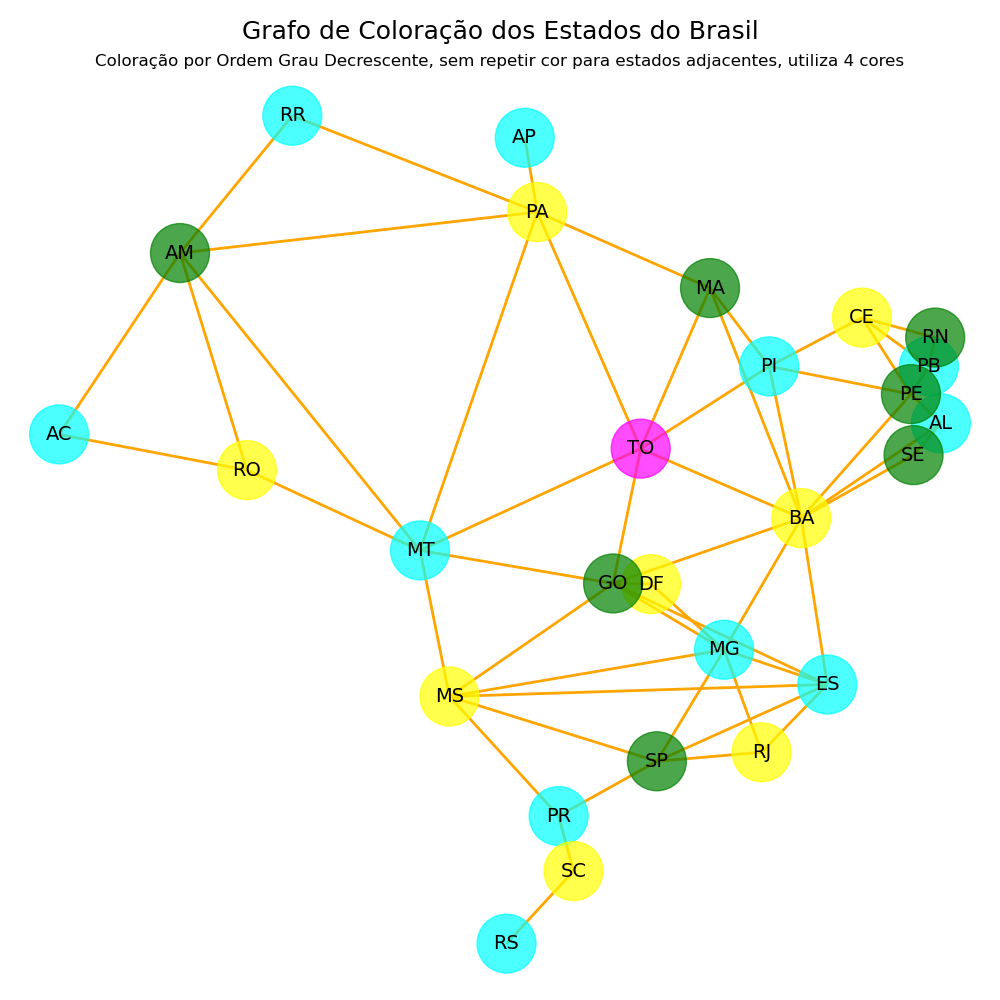 Grafo de Coloração dos Estados do Brasil
Coloração por Ordem Grau Decrescente, sem repetir cor para estados adjacentes, utiliza 4 cores
RR
AP
PA
AM
MA
CE
RN
PI
PB
PE
AL
AC
TO
SE
RO
BA
MT
GO
DF
MG
ES
MS
RJ
SP
PR
SC
RS